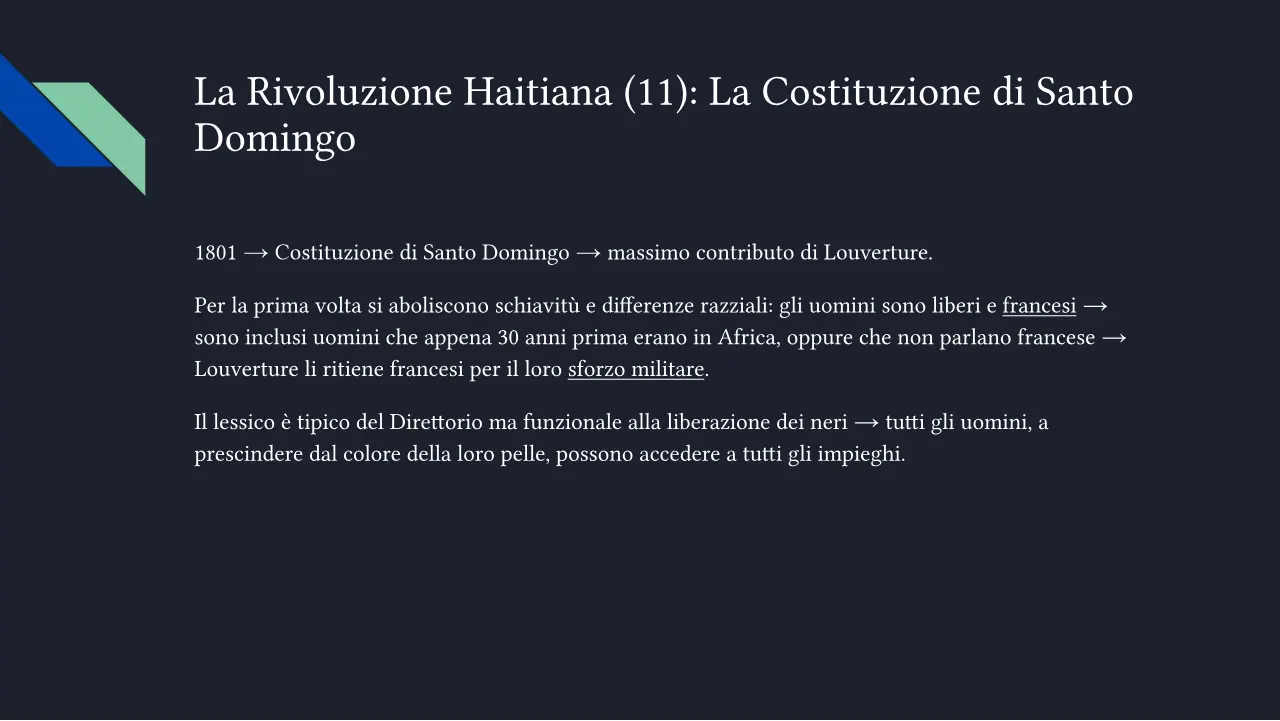 La Rivoluzione Haitiana (11): La Costituzione di Santo
Domingo
1801 → Costituzione di Santo Domingo → massimo contributo di Louverture.
Per la prima volta si aboliscono schiavitù e differenze razziali: gli uomini sono liberi e francesi →
sono inclusi uomini che appena 30 anni prima erano in Africa, oppure che non parlano francese →
Louverture li ritiene francesi per il loro sforzo militare.
Il lessico è tipico del Direttorio ma funzionale alla liberazione dei neri → tutti gli uomini, a
prescindere dal colore della loro pelle, possono accedere a tutti gli impieghi.